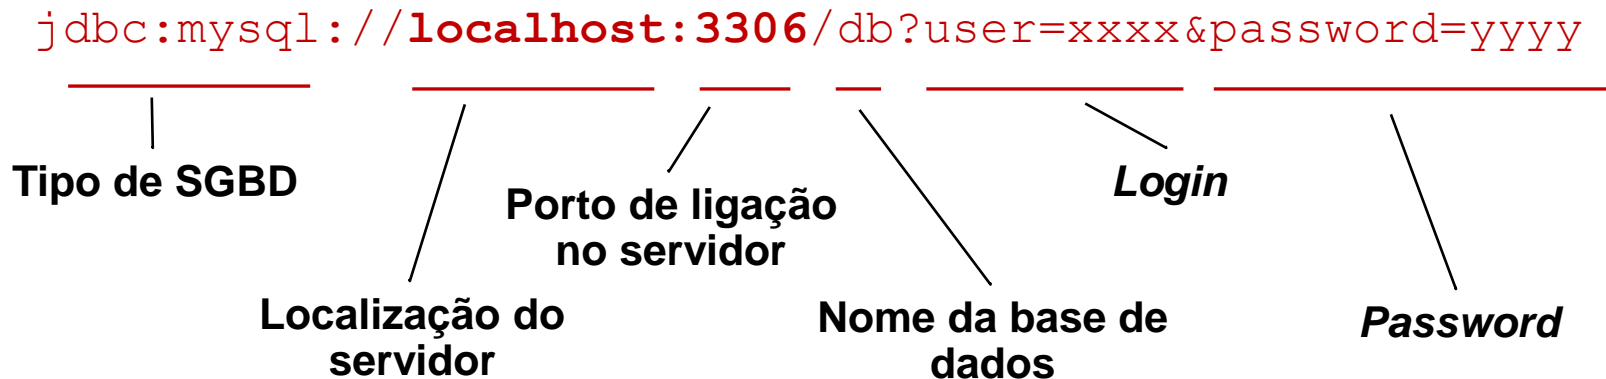 jdbc:mysql://localhost:3306/db?user=xxxx&password=yyyy
Tipo de SGBD
Localização do
servidor
Porto de ligação
no servidor
Nome da base de
dados
Login
Password